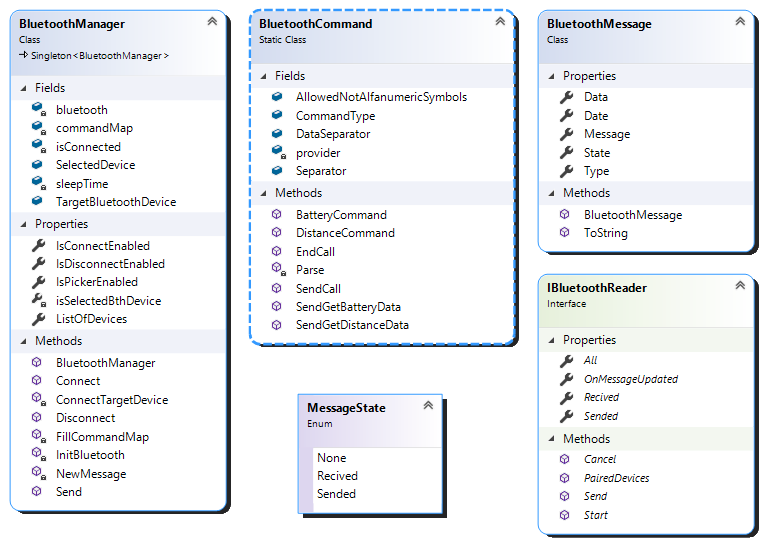 BluetoothManager
Class
Singleton<BluetoothManager>
Fields
bluetooth
commandMap
isConnected
SelectedDevice
sleepTime
TargetBluetoothDevice
Properties
IsConnectEnabled
IsDisconnectEnabled
IsPickerEnabled
isSelectedBthDevice
ListOfDevices
Methods
BluetoothManager
Connect
ConnectTargetDevice
Disconnect
FillCommandMap
InitBluetooth
NewMessage
Send
BluetoothCommand
Static Class
Fields
AllowedNotAlfanumericSymbols
CommandType
DataSeparator
provider
Separator
Methods
BatteryCommand
DistanceCommand
EndCall
Parse
SendCall
SendGetBatteryData
SendGetDistanceData
MessageState
Enum
None
Recived
Sended
BluetoothMessage
Class
Properties
Data
Date
Message
State
Type
Methods
BluetoothMessage
ToString
IBluetoothReader
Interface
Properties
All
OnMessageUpdated
Recived
Sended
Methods
Cancel
PairedDevices
Send
Start